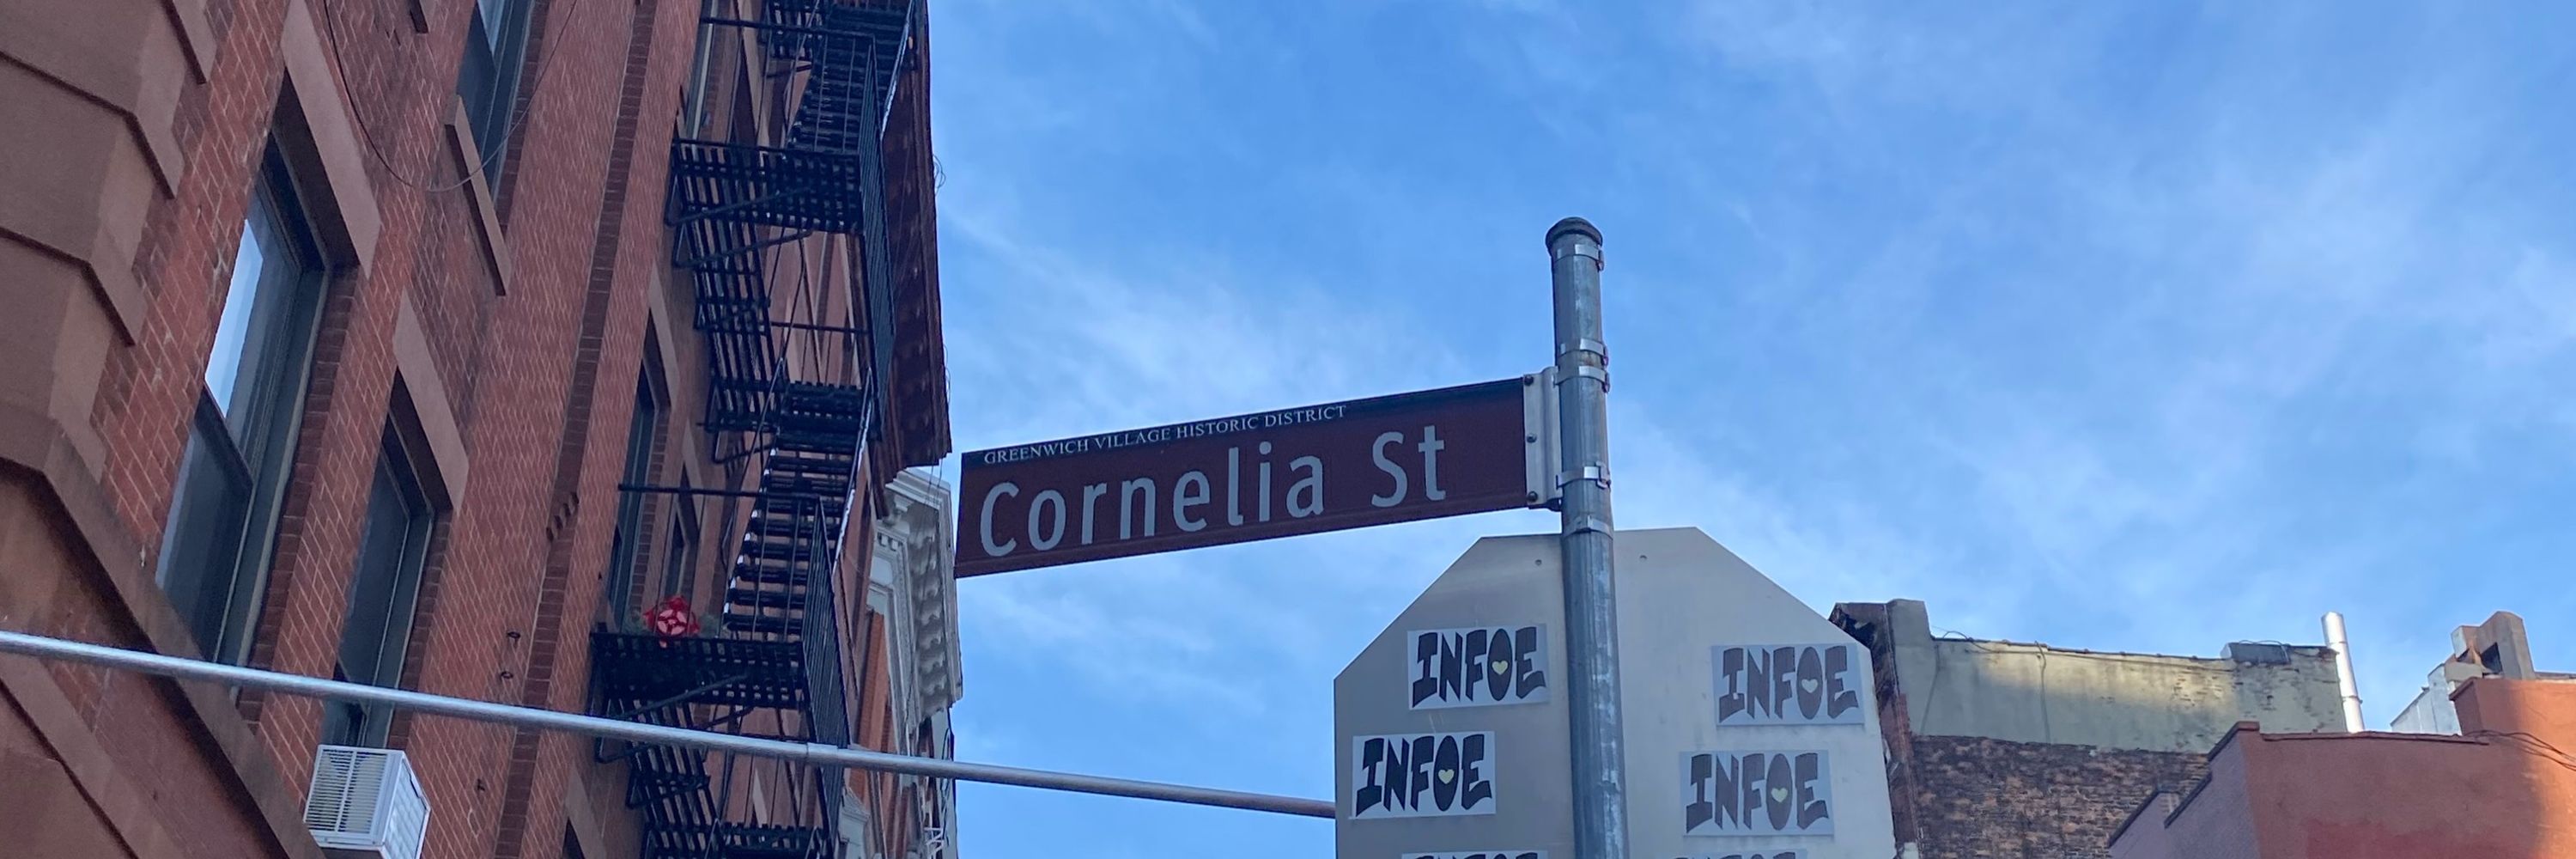 GREENWICH VILLAGE HISTORIC DISTRICT
Cornelia St
INFOE
INFOE
INFOE
INFOE